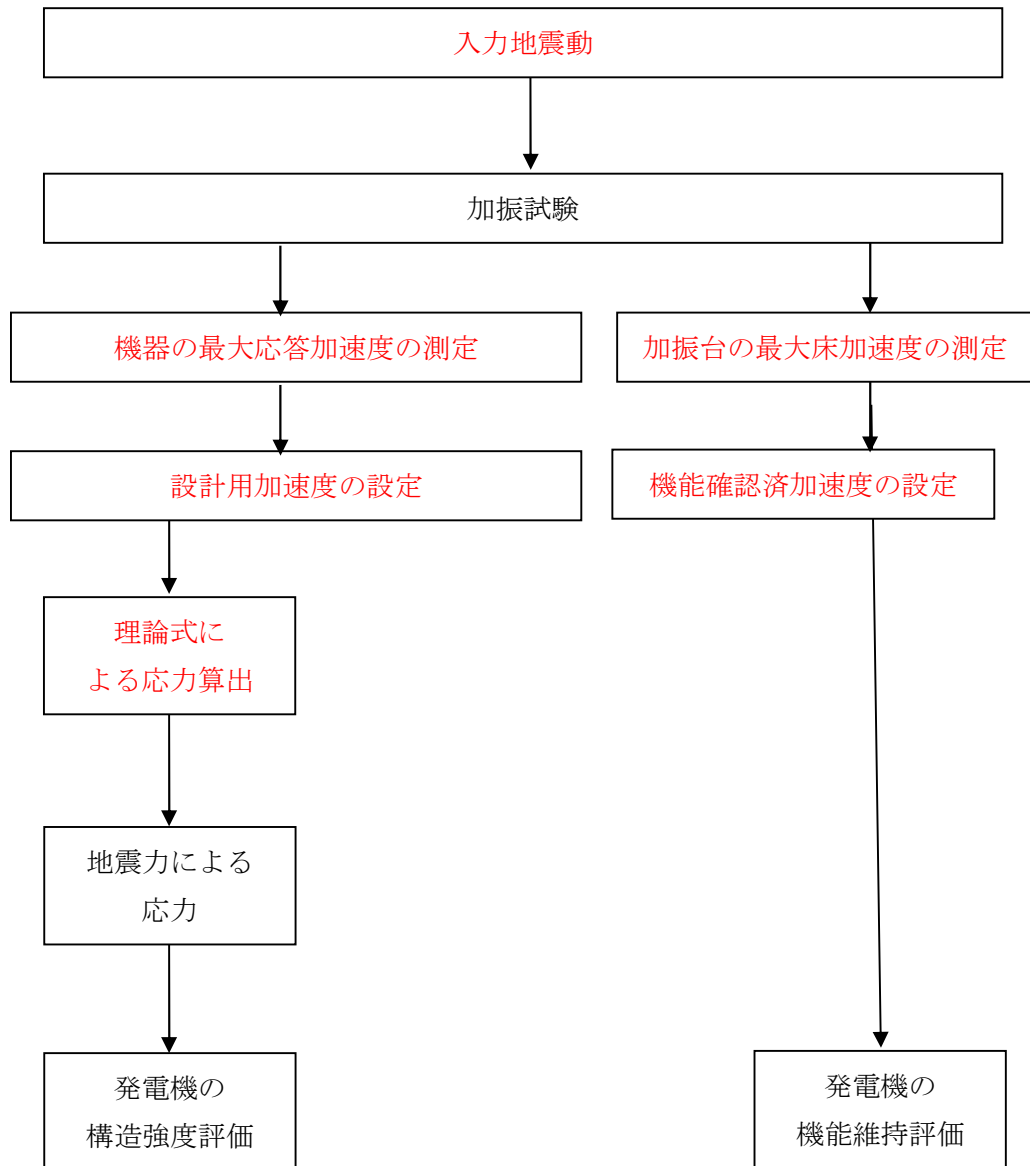 入力地震動
加振試験
機器の最大応答加速度の測定
加振台の最大床加速度の測定
設計用加速度の設定
機能確認済加速度の設定
理論式に
よる応力算出
地震力による
応力
発電機の
構造強度評価
発電機の
機能維持評価